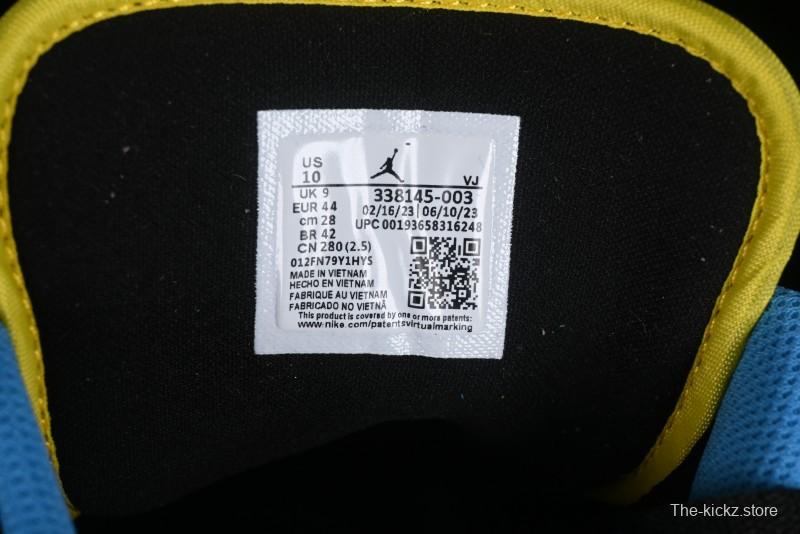 US
10
VJ
UK 9
338145-003
EUR 44
02/16/23 | 06/10/23
cm 28
UPC 00193658316248
BR 42
CN 280 (2.5)
012FN79Y1HYS
MADE IN VIETNAM
HECHO EN VIETNAM
FABRIQUE AU VIETNAM
FABRICADO NO VIETNÃ
This product is covered by one or more patents:
www.nike.com/patentsvirtualmarking
The-kickz.store